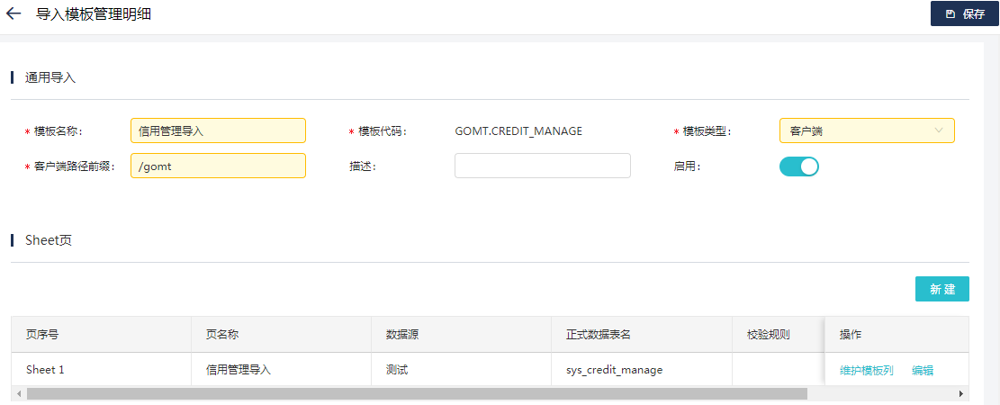 导入模板管理明细
保存
通用导入
* 模板名称： 信用管理导入 * 模板代码： GOMT.CREDIT_MANAGE * 模板类型： 客户端
* 客户端路径前缀： /gomt 描述： 启用：
Sheet页
新 建
页序号 页名称 数据源 正式数据表名 校验规则 操作
Sheet 1 信用管理导入 测试 sys_credit_manage 维护模板列 编辑